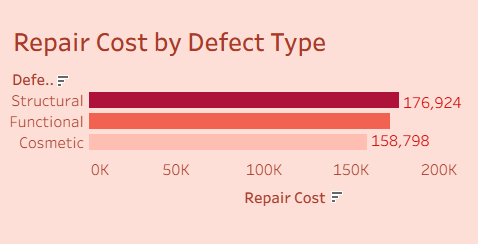 Repair Cost by Defect Type
Defe..
Structural 176,924
Functional
Cosmetic 158,798
0K 50K 100K 150K 200K
Repair Cost